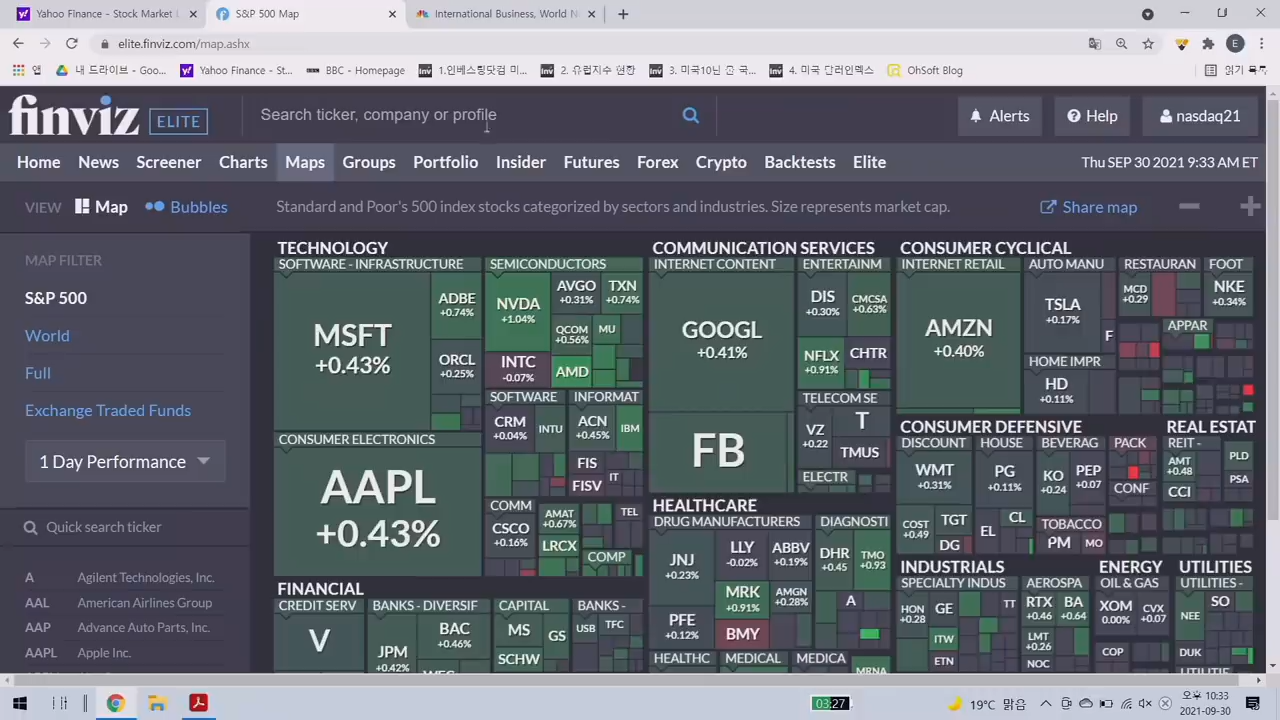 Yahoo Finance - Stock Market L
S&P 500 Map
International Business, World N
elite.finviz.com/map.ashx
앱
내 드라이브 - Goo...
Yahoo Finance - St...
BBC - Homepage
1.인베스팅닷컴 미...
2. 유럽지수 현황
3. 미국10년 곤 국...
4. 미국 달러인덱스
OhSoft Blog
읽기 목록
finviz ELITE
Search ticker, company or profile
Alerts
Help
nasdaq21
Home News Screener Charts Maps Groups Portfolio Insider Futures Forex Crypto Backtests Elite
Thu SEP 30 2021 9:33 AM ET
VIEW Map Bubbles
Standard and Poor's 500 index stocks categorized by sectors and industries. Size represents market cap.
Share map
MAP FILTER
S&P 500
World
Full
Exchange Traded Funds
1 Day Performance
Quick search ticker
A Agilent Technologies, Inc.
AAL American Airlines Group
AAP Advance Auto Parts, Inc.
AAPL Apple Inc.
TECHNOLOGY
SOFTWARE - INFRASTRUCTURE
MSFT
+0.43%
ADBE
+0.74%
ORCL
+0.25%
SEMICONDUCTORS
NVDA
+1.04%
AVGO
+0.31%
TXN
+0.74%
QCOM
+0.56%
MU
INTC
-0.07%
AMD
CONSUMER ELECTRONICS
AAPL
+0.43%
SOFTWARE
CRM
+0.04%
INTU
INFORMAT
ACN
+0.45%
IBM
FIS
IT
FISV
COMM
CSCO
+0.16%
AMAT
+0.67%
LRCX
TEL
COMP
FINANCIAL
CREDIT SERV
V
BANKS - DIVERSIF
JPM
+0.42%
BAC
+0.46%
WFC
CAPITAL
MS
GS
SCHW
BANKS -
USB
TFC
COMMUNICATION SERVICES
INTERNET CONTENT
GOOGL
+0.41%
FB
ENTERTAINM
DIS
+0.30%
CMCSA
+0.63%
NFLX
+0.91%
CHTR
TELECOM SE
VZ
+0.22
T
TMUS
ELECTR
HEALTHCARE
DRUG MANUFACTURERS
JNJ
+0.23%
LLY
-0.02%
ABBV
+0.19%
MRK
+0.91%
AMGN
+0.28%
PFE
+0.12%
BMY
DIAGNOSTI
DHR
+0.45
TMO
+0.93
A
HEALTHC
MEDICAL
MEDICA
MRNA
CONSUMER CYCLICAL
INTERNET RETAIL
AMZN
+0.40%
AUTO MANU
TSLA
+0.17%
F
HOME IMPR
HD
+0.11%
RESTAURAN
MCD
+0.29
FOOT
NKE
+0.34%
APPAR
CONSUMER DEFENSIVE
DISCOUNT
WMT
+0.31%
COST
+0.49
TGT
DG
HOUSE
PG
+0.11%
EL
CL
BEVERAG
KO
+0.24
PEP
+0.07
TOBACCO
PM
MO
PACK
CONF
REAL ESTAT
REIT -
AMT
+0.48
CCI
PLD
PSA
INDUSTRIALS
SPECIALTY INDUS
HON
+0.28
GE
TT
ITW
ETN
AEROSPA
RTX
+0.46
BA
+0.64
LMT
+0.26
NOC
ENERGY
OIL & GAS
XOM
0.00%
CVX
+0.07
COP
UTILITIES
UTILITIES -
NEE
SO
DUK
03:27
19°C 맑음
오후 10:33
2021-09-30